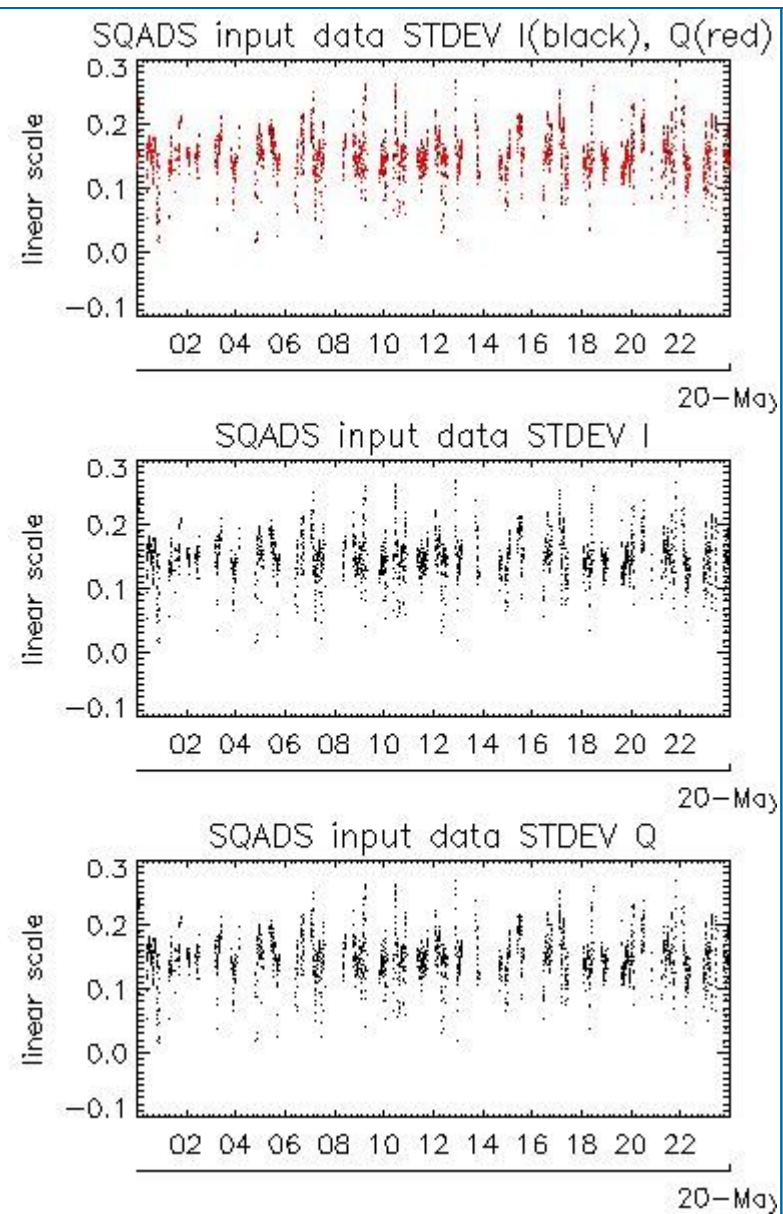 SQADS input data STDEV I(black), Q(red)
0.3
0.2
0.1
0.0
-0.1
linear scale
02 04 06 08 10 12 14 16 18 20 22
20-May
SQADS input data STDEV I
0.3
0.2
0.1
0.0
-0.1
linear scale
02 04 06 08 10 12 14 16 18 20 22
20-May
SQADS input data STDEV Q
0.3
0.2
0.1
0.0
-0.1
linear scale
02 04 06 08 10 12 14 16 18 20 22
20-May